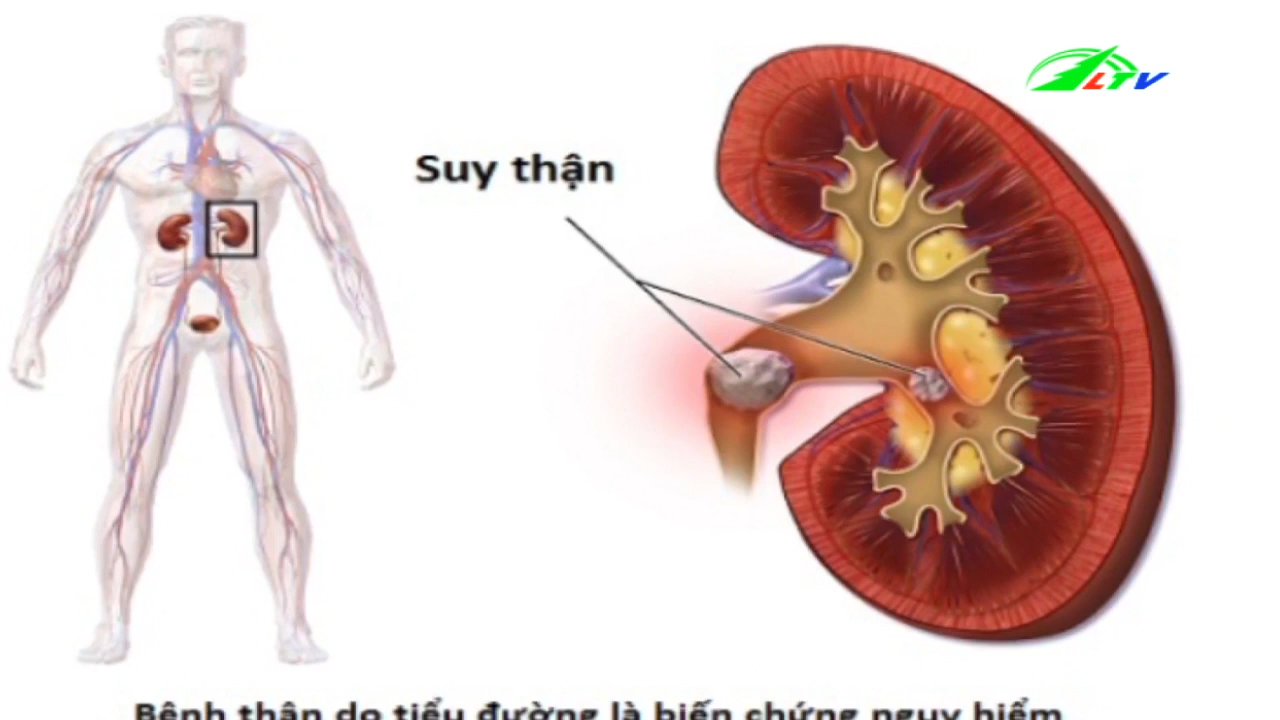 LTV
Suy thận
Bệnh thận do tiểu đường là biến chứng nguy hiểm